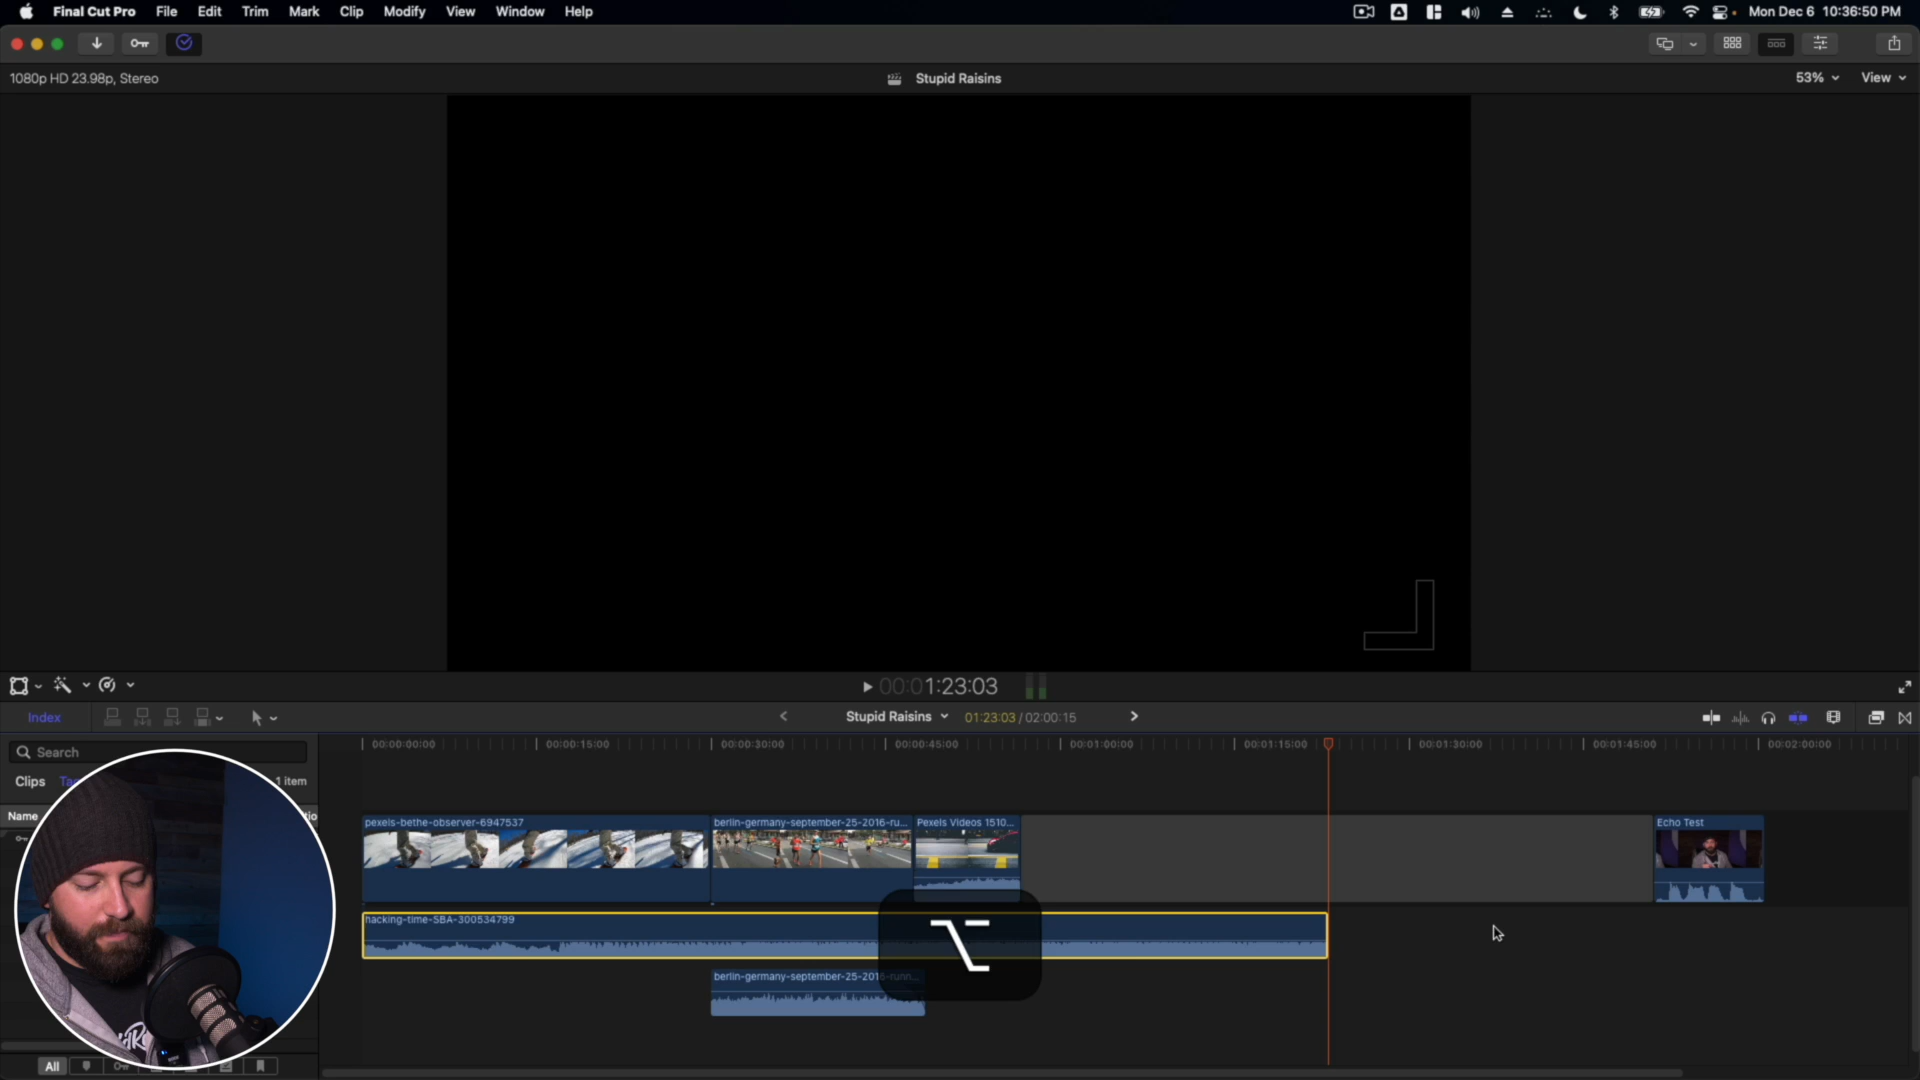 Final Cut Pro File Edit Trim Mark Clip Modify View Window Help Mon Dec 6 10:36:50 PM
1080p HD 23.98p, Stereo Stupid Raisins 53% View
00:01:23:03
Index Stupid Raisins 01:23:03 / 02:00:15
Search
00:00:00:00 00:00:15:00 00:00:30:00 00:00:45:00 00:01:00:00 00:01:15:00 00:01:30:00 00:01:45:00 00:02:00:00
Clips 1 item
Name
pexels-bethe-observer-6947537 berlin-germany-september-25-2016-ru... Pexels Videos 1510... Echo Test
hacking-time-SBA-300534799
berlin-germany-september-25-2016-runn...
All